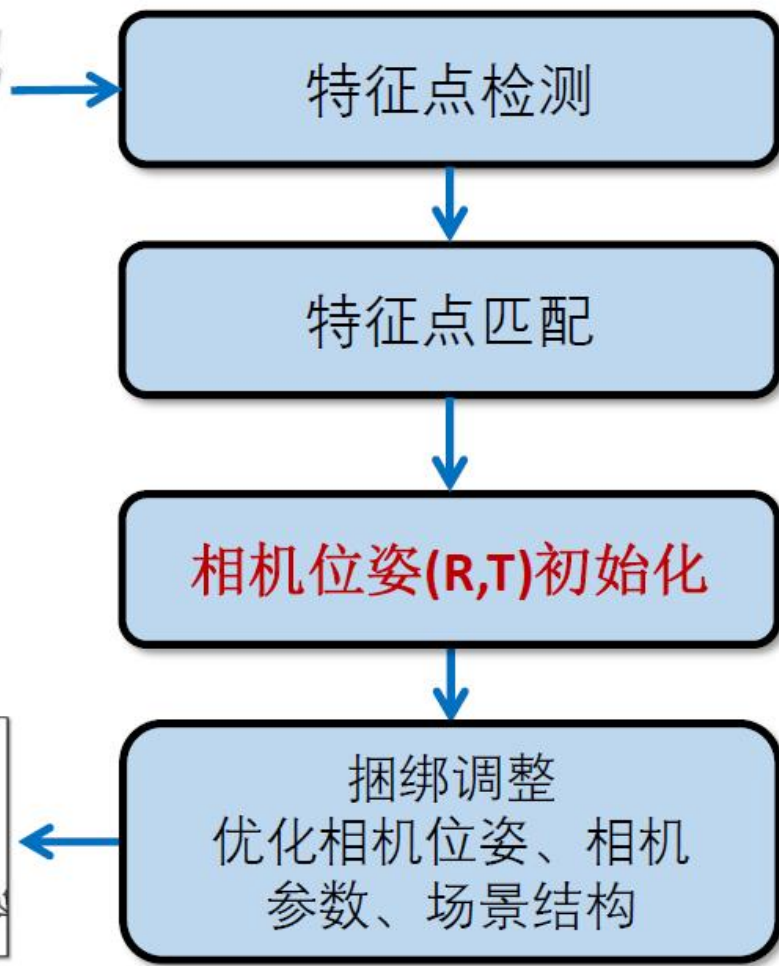 特征点检测
特征点匹配
相机位姿(R,T)初始化
捆绑调整
优化相机位姿、相机
参数、场景结构